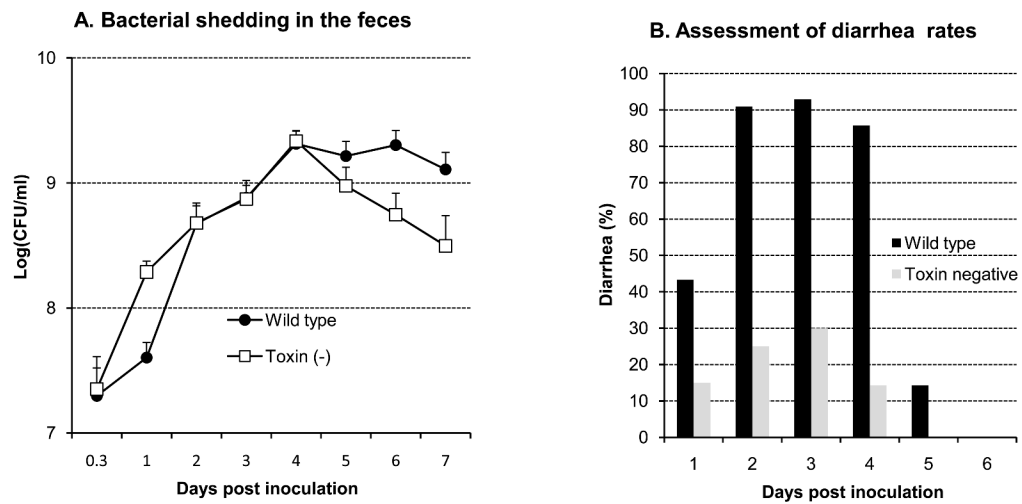 A. Bacterial shedding in the feces
10
9
8
7
Log(CFU/ml)
Wild type
Toxin (-)
0.3 1 2 3 4 5 6 7
Days post inoculation
B. Assessment of diarrhea rates
100
90
80
70
60
50
40
30
20
10
0
Diarrhea (%)
Wild type
Toxin negative
1 2 3 4 5 6
Days post inoculation